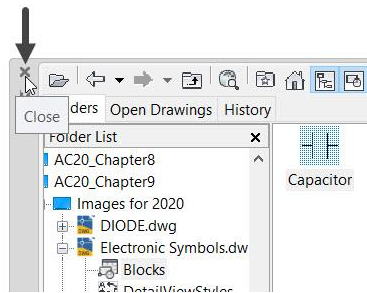 Close
ders Open Drawings History
Folder List
AC20_Chapter8
AC20_Chapter9
Images for 2020
DIODE.dwg
Electronic Symbols.dw
Blocks
DetailViewStyles
Capacitor